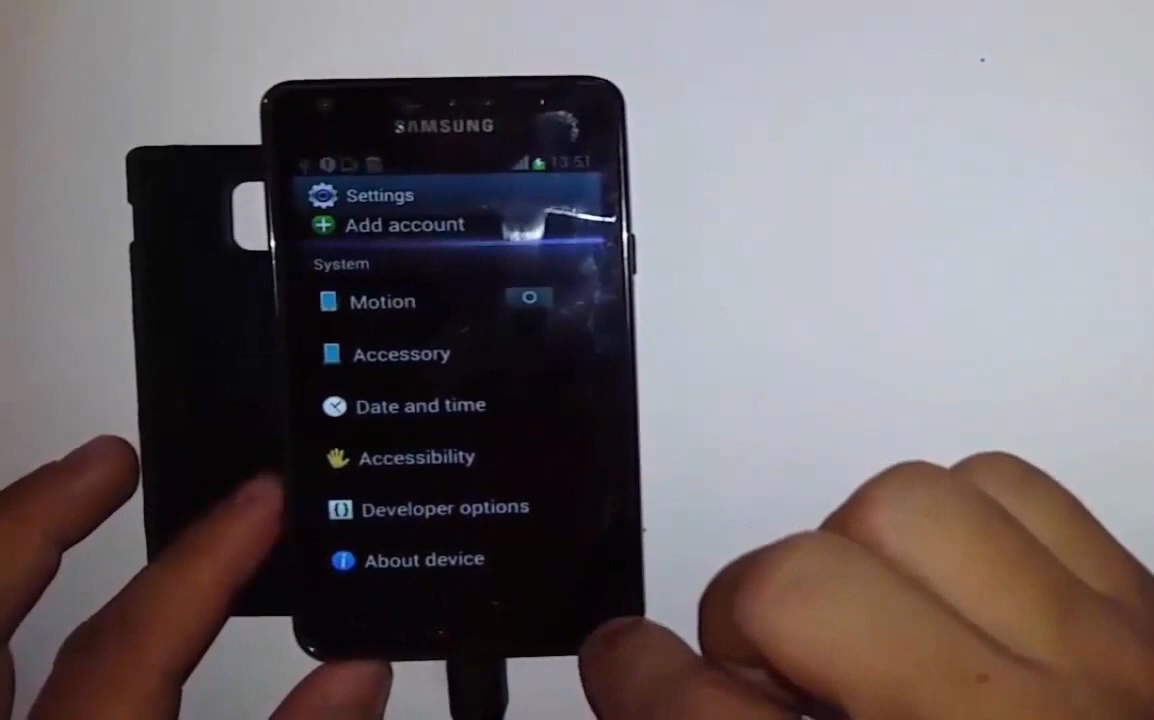 SAMSUNG
13:51
Settings
Add account
System
Motion
Accessory
Date and time
Accessibility
Developer options
About device